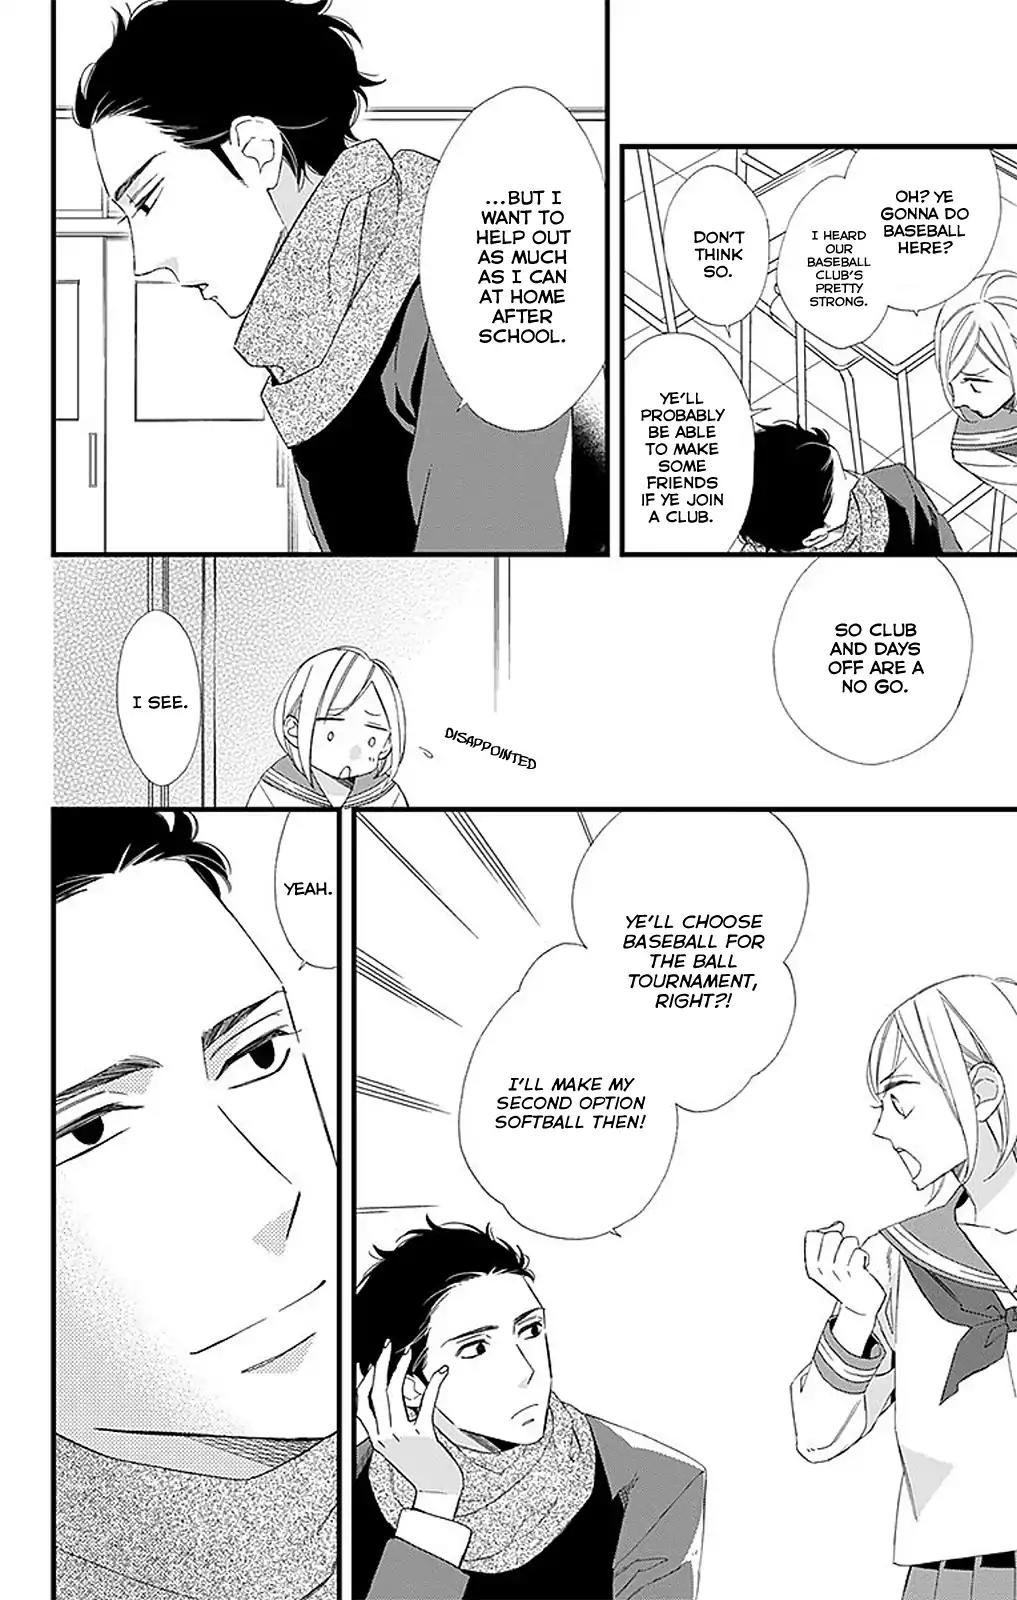 OH? YE
GONNA DO
BASEBALL
HERE?
I HEARD
OUR
BASEBALL
CLUB'S
PRETTY
STRONG.
DON'T
THINK
SO.
YE'LL
PROBABLY
BE ABLE
TO MAKE
SOME
FRIENDS
IF YE JOIN
A CLUB.
...BUT I
WANT TO
HELP OUT
AS MUCH
AS I CAN
AT HOME
AFTER
SCHOOL.
SO CLUB
AND DAYS
OFF ARE A
NO GO.
DISAPPOINTED
I SEE.
YE'LL CHOOSE
BASEBALL FOR
THE BALL
TOURNAMENT,
RIGHT?!
I'LL MAKE MY
SECOND OPTION
SOFTBALL THEN!
YEAH.